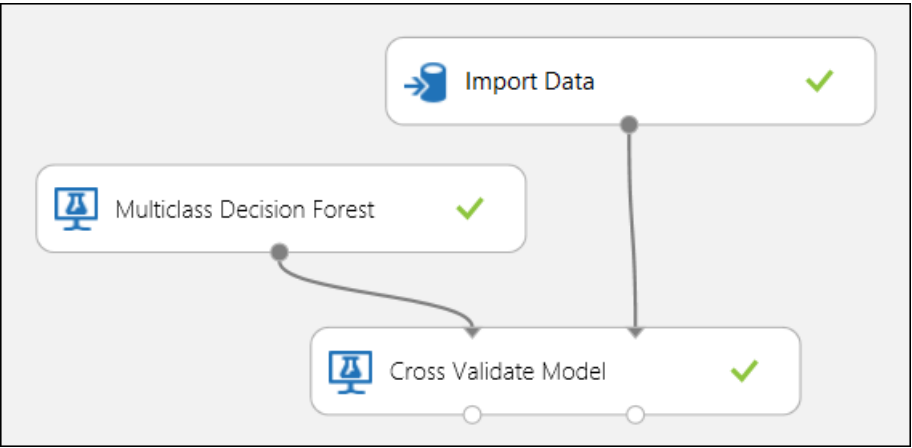 Import Data
Multiclass Decision Forest
Cross Validate Model